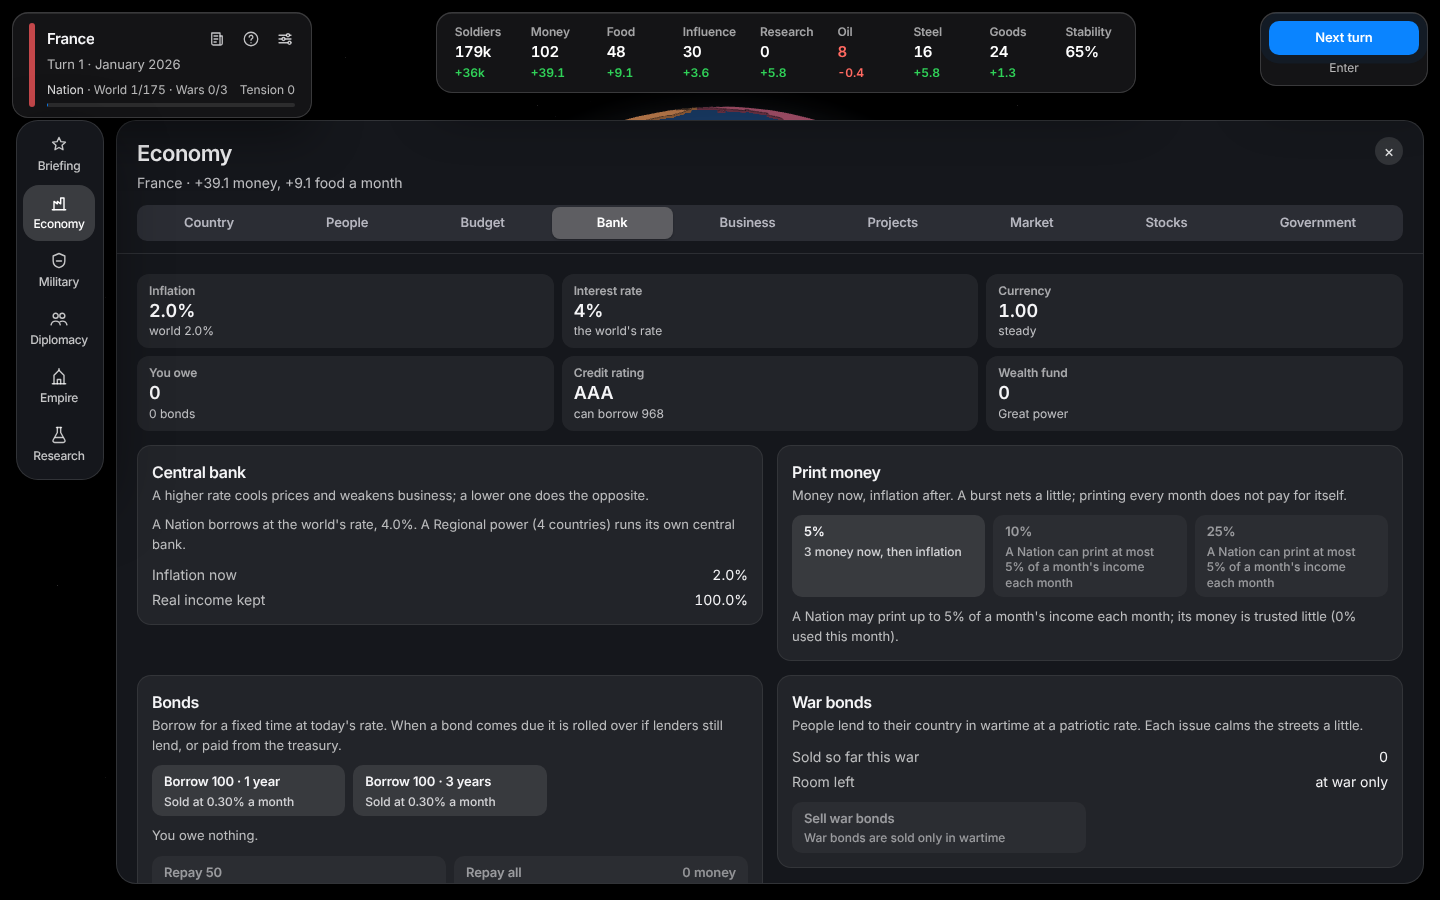 France
Turn 1 · January 2026
Nation · World 1/175 · Wars 0/3 Tension 0
Soldiers Money Food Influence Research Oil Steel Goods Stability
179k 102 48 30 0 8 16 24 65%
+36k +39.1 +9.1 +3.6 +5.8 -0.4 +5.8 +1.3
Next turn
Enter
Briefing
Economy
Military
Diplomacy
Empire
Research
Economy
×
France · +39.1 money, +9.1 food a month
Country People Budget Bank Business Projects Market Stocks Government
Inflation
2.0%
world 2.0%
Interest rate
4%
the world's rate
Currency
1.00
steady
You owe
0
0 bonds
Credit rating
AAA
can borrow 968
Wealth fund
0
Great power
Central bank
A higher rate cools prices and weakens business; a lower one does the opposite.
A Nation borrows at the world's rate, 4.0%. A Regional power (4 countries) runs its own central
bank.
Inflation now 2.0%
Real income kept 100.0%
Print money
Money now, inflation after. A burst nets a little; printing every month does not pay for itself.
5%
3 money now, then inflation
10%
A Nation can print at most
5% of a month's income
each month
25%
A Nation can print at most
5% of a month's income
each month
A Nation may print up to 5% of a month's income each month; its money is trusted little (0%
used this month).
Bonds
Borrow for a fixed time at today's rate. When a bond comes due it is rolled over if lenders still
lend, or paid from the treasury.
Borrow 100 · 1 year
Sold at 0.30% a month
Borrow 100 · 3 years
Sold at 0.30% a month
You owe nothing.
Repay 50
Repay all 0 money
War bonds
People lend to their country in wartime at a patriotic rate. Each issue calms the streets a little.
Sold so far this war 0
Room left at war only
Sell war bonds
War bonds are sold only in wartime